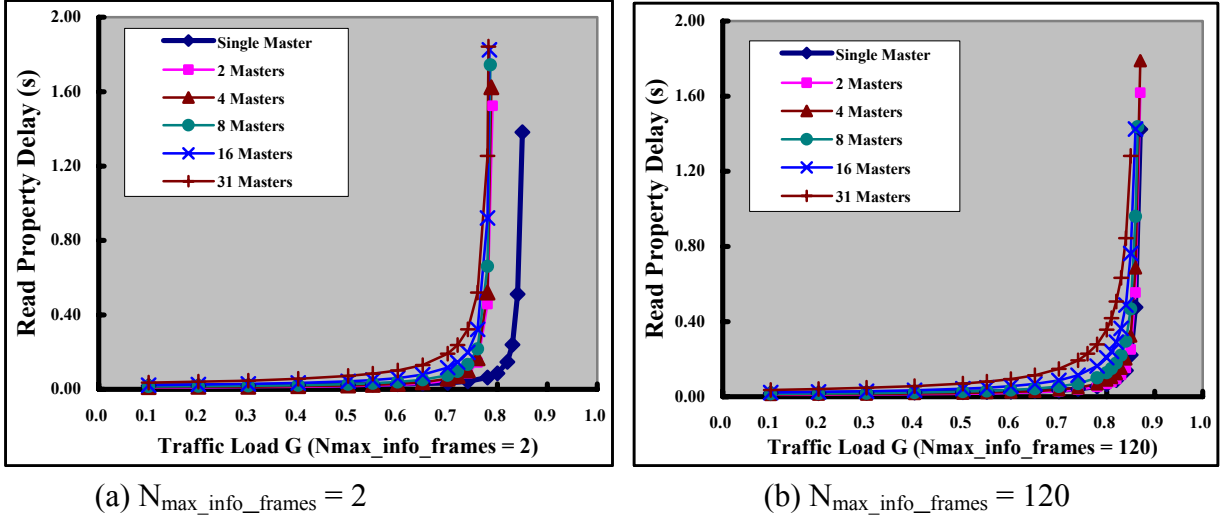 2.00
1.60
1.20
0.80
0.40
0.00
Read Property Delay (s)
Single Master
2 Masters
4 Masters
8 Masters
16 Masters
31 Masters
0.0 0.1 0.2 0.3 0.4 0.5 0.6 0.7 0.8 0.9 1.0
Traffic Load G (Nmax_info_frames = 2)
(a) Nmax_info_frames = 2
2.00
1.60
1.20
0.80
0.40
0.00
Read Property Delay (s)
Single Master
2 Masters
4 Masters
8 Masters
16 Masters
31 Masters
0.0 0.1 0.2 0.3 0.4 0.5 0.6 0.7 0.8 0.9 1.0
Traffic Load G (Nmax_info_frames = 120)
(b) Nmax_info_frames = 120